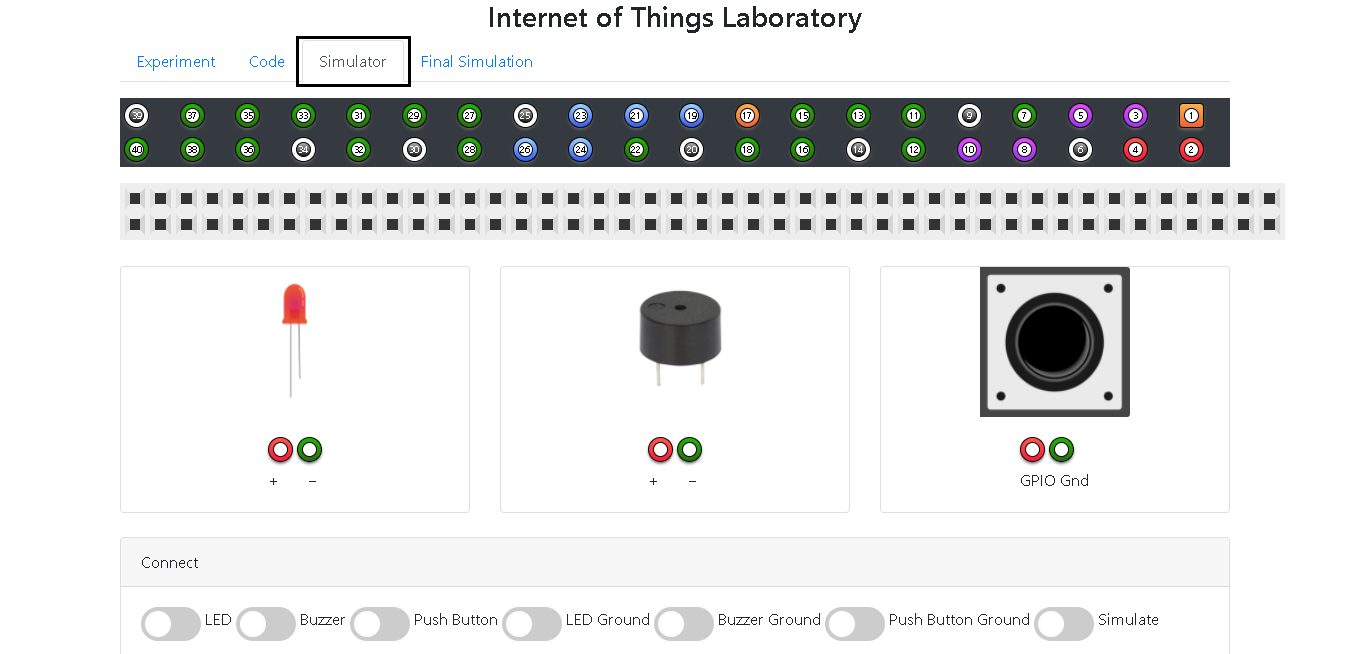 Internet of Things Laboratory
Experiment Code Simulator Final Simulation
39 37 35 33 31 29 27 25 23 21 19 17 15 13 11 9 7 5 3 1
40 38 36 34 32 30 28 26 24 22 20 18 16 14 12 10 8 6 4 2
+ − + − GPIO Gnd
Connect
LED Buzzer Push Button LED Ground Buzzer Ground Push Button Ground Simulate